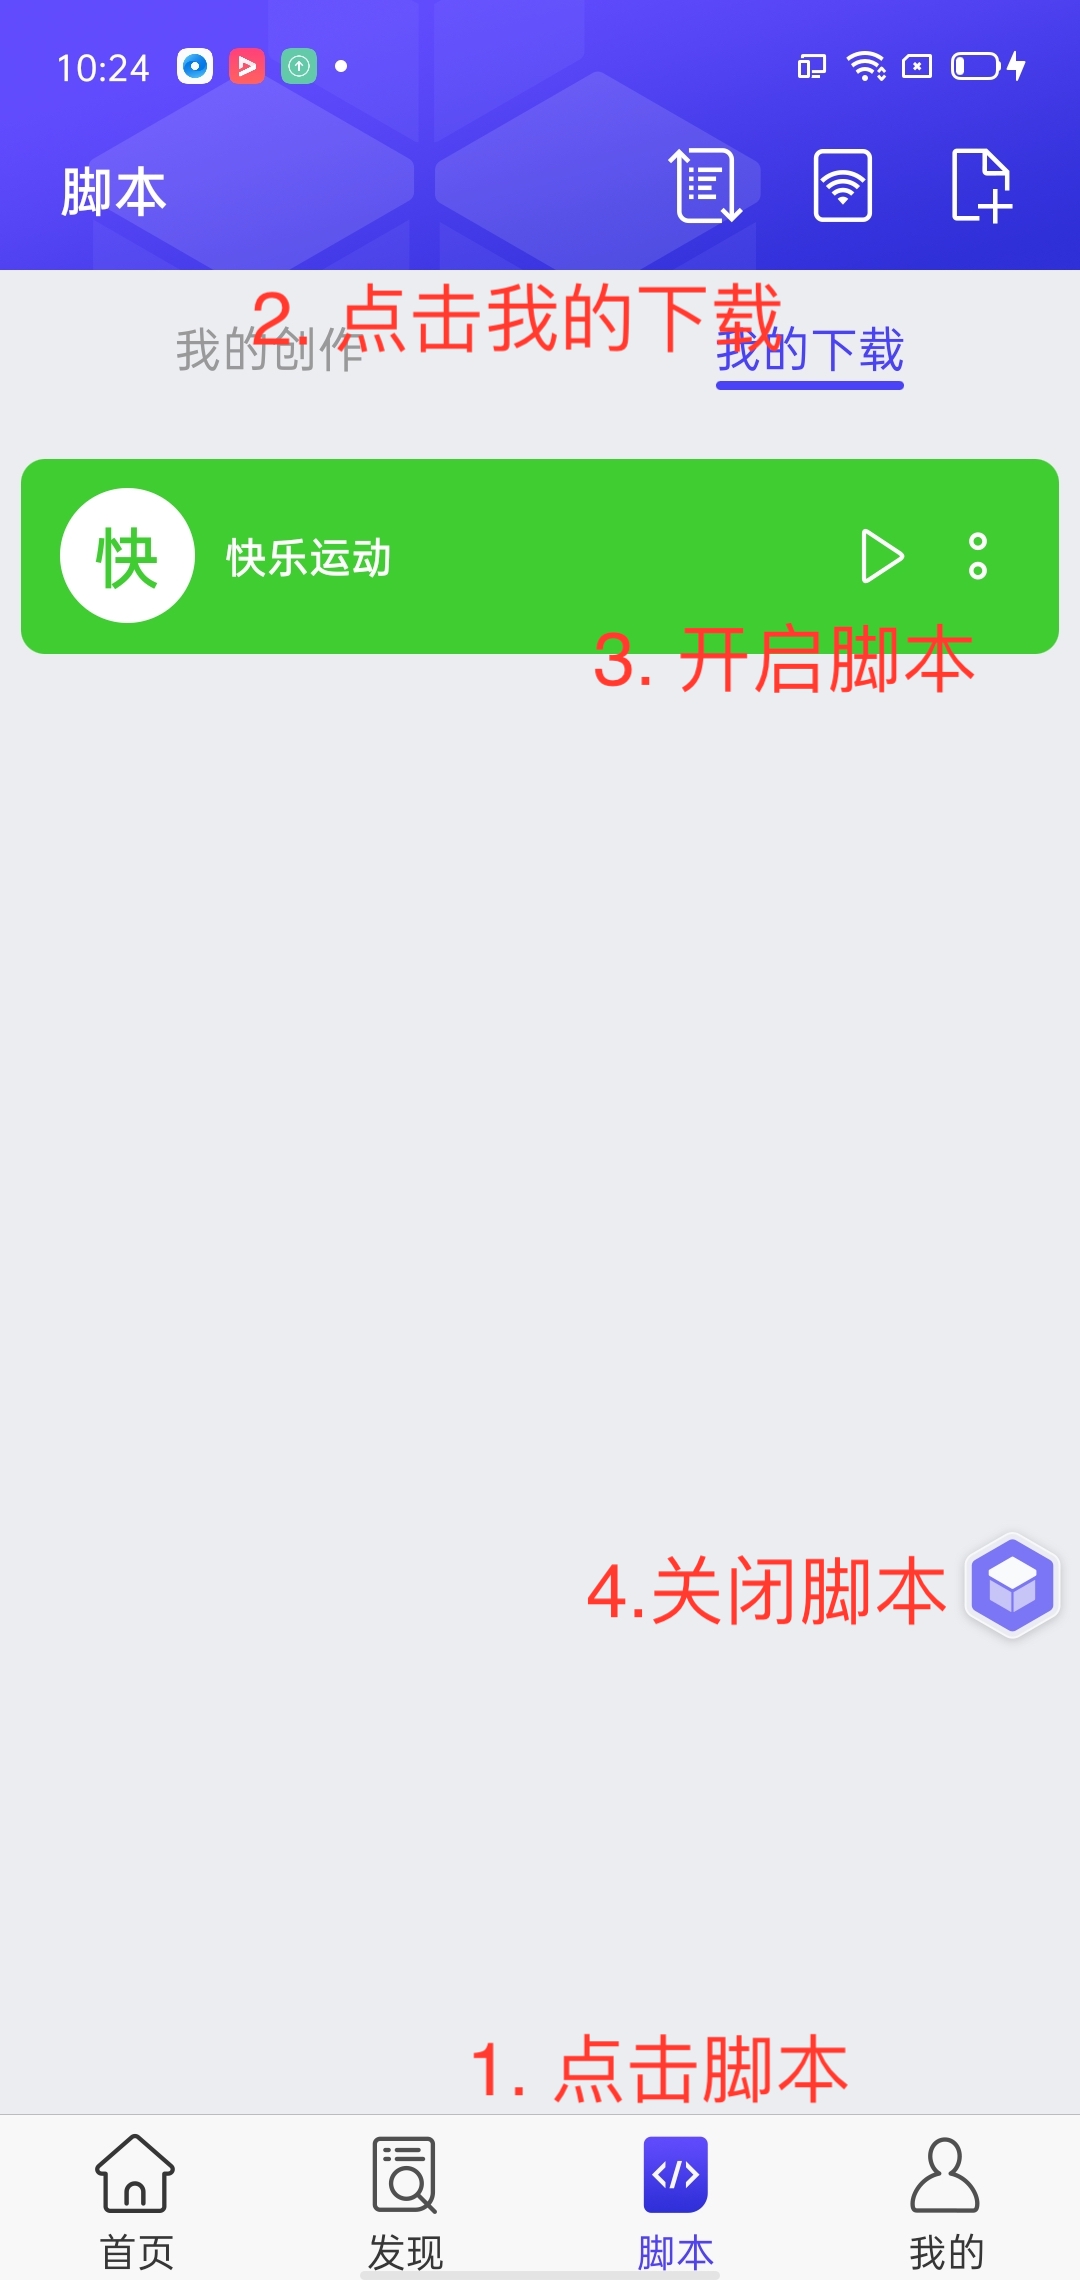 10:24
脚本
2. 点击我的下载
我的创作
我的下载
快
快乐运动
3. 开启脚本
4.关闭脚本
1. 点击脚本
首页
发现
脚本
我的